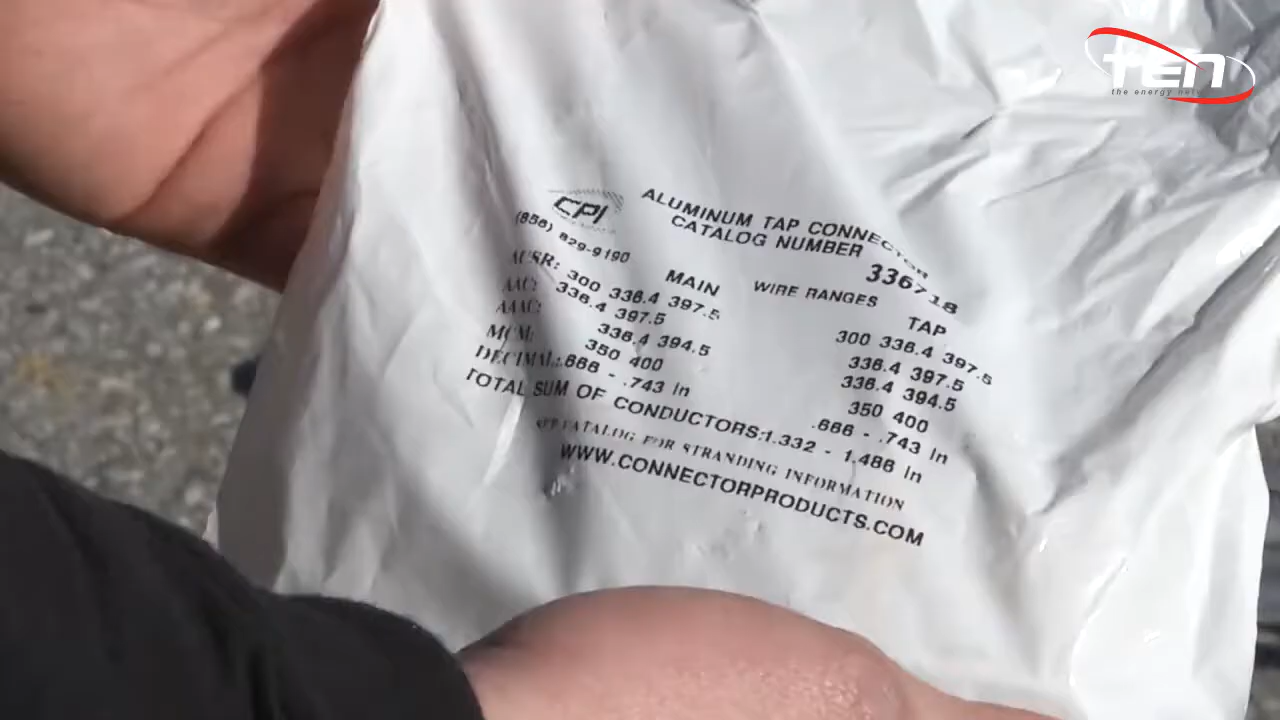 TEN
the energy netw
CPI
ALUMINUM TAP CONNECTOR
CATALOG NUMBER
(856) 829-9190
336718
MAIN WIRE RANGES TAP
ACSR: 300 336.4 397.5 300 336.4 397.5
AAC: 336.4 397.5 336.4 397.5
AAAC: 336.4 394.5 336.4 394.5
MCM: 350 400 350 400
DECIMAL: .666 - .743 in .666 - .743 in
TOTAL SUM OF CONDUCTORS: 1.332 - 1.486 in
SEE CATALOG FOR STRANDING INFORMATION
WWW.CONNECTORPRODUCTS.COM